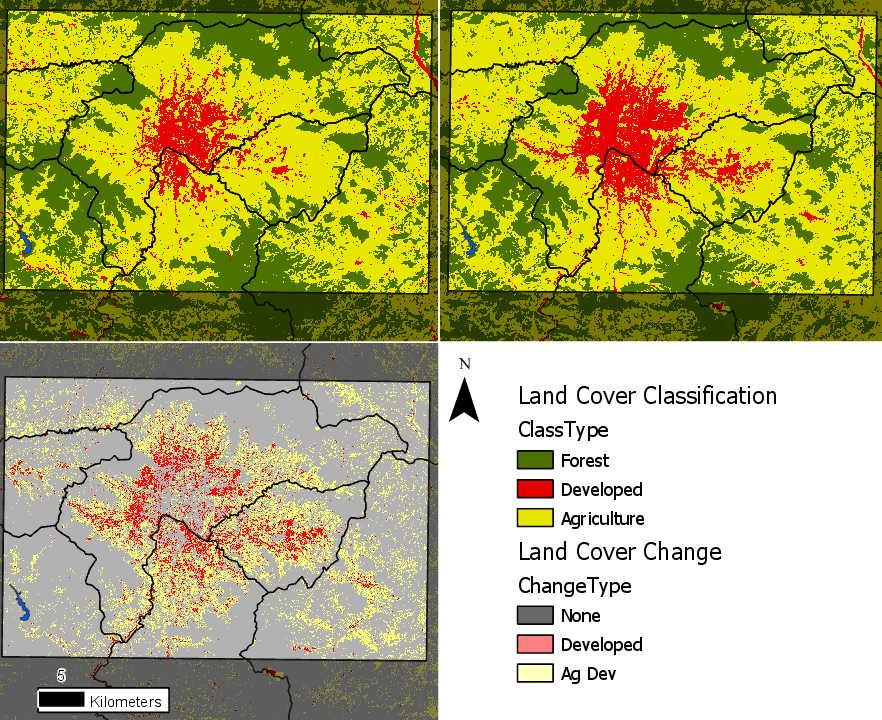 N
Land Cover Classification
ClassType
Forest
Developed
Agriculture
Land Cover Change
ChangeType
None
Developed
Ag Dev
5
Kilometers